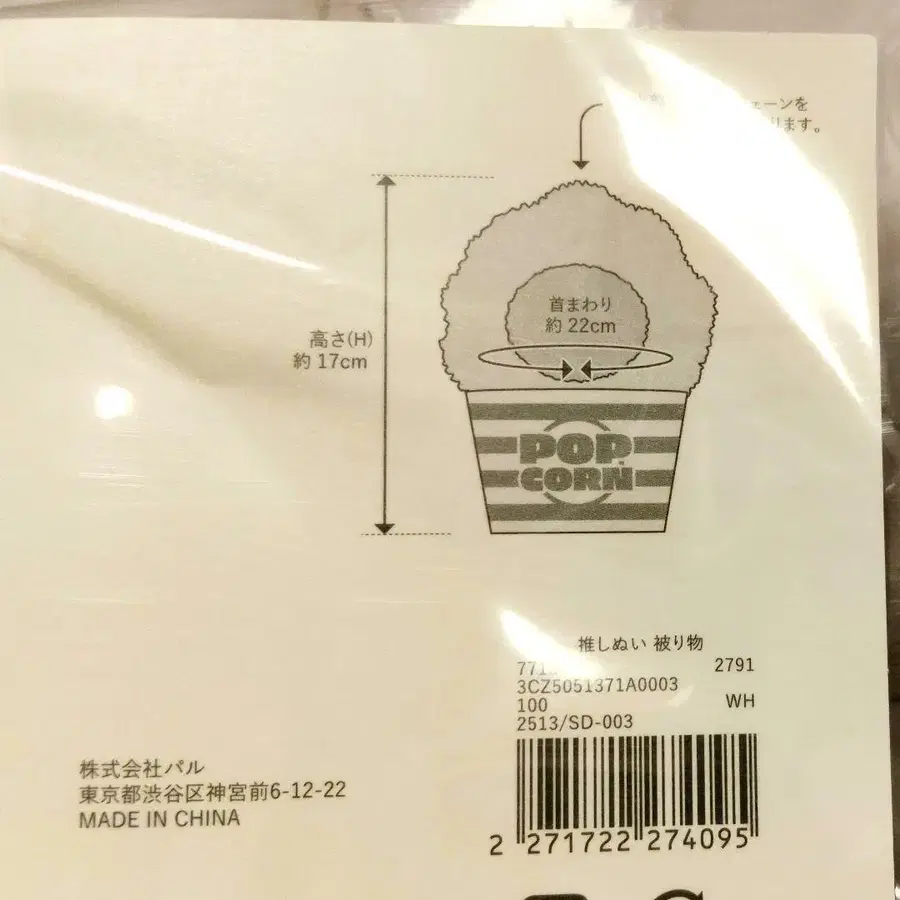 ェーンを
ります。
高さ(H)
約 17cm
首まわり
約 22cm
POP
CORN
推しぬい 被り物
771 2791
3CZ5051371A0003
100 WH
2513/SD-003
2 271722 274095
株式会社パル
東京都渋谷区神宮前6-12-22
MADE IN CHINA